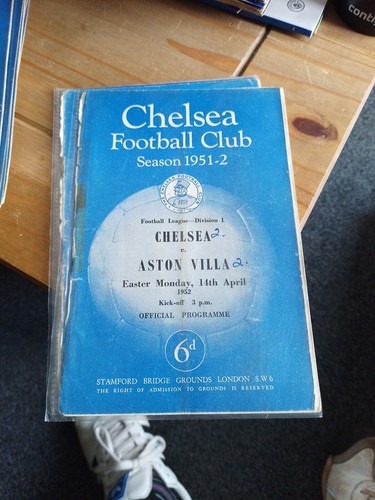 Chelsea
Football Club
Season 1951-2
Football League—Division 1
CHELSEA 2.
v.
ASTON VILLA 2.
Easter Monday, 14th April
1952
Kick-off 3 p.m.
OFFICIAL PROGRAMME
6d
STAMFORD BRIDGE GROUNDS LONDON S.W6
THE RIGHT OF ADMISSION TO GROUNDS IS RESERVED